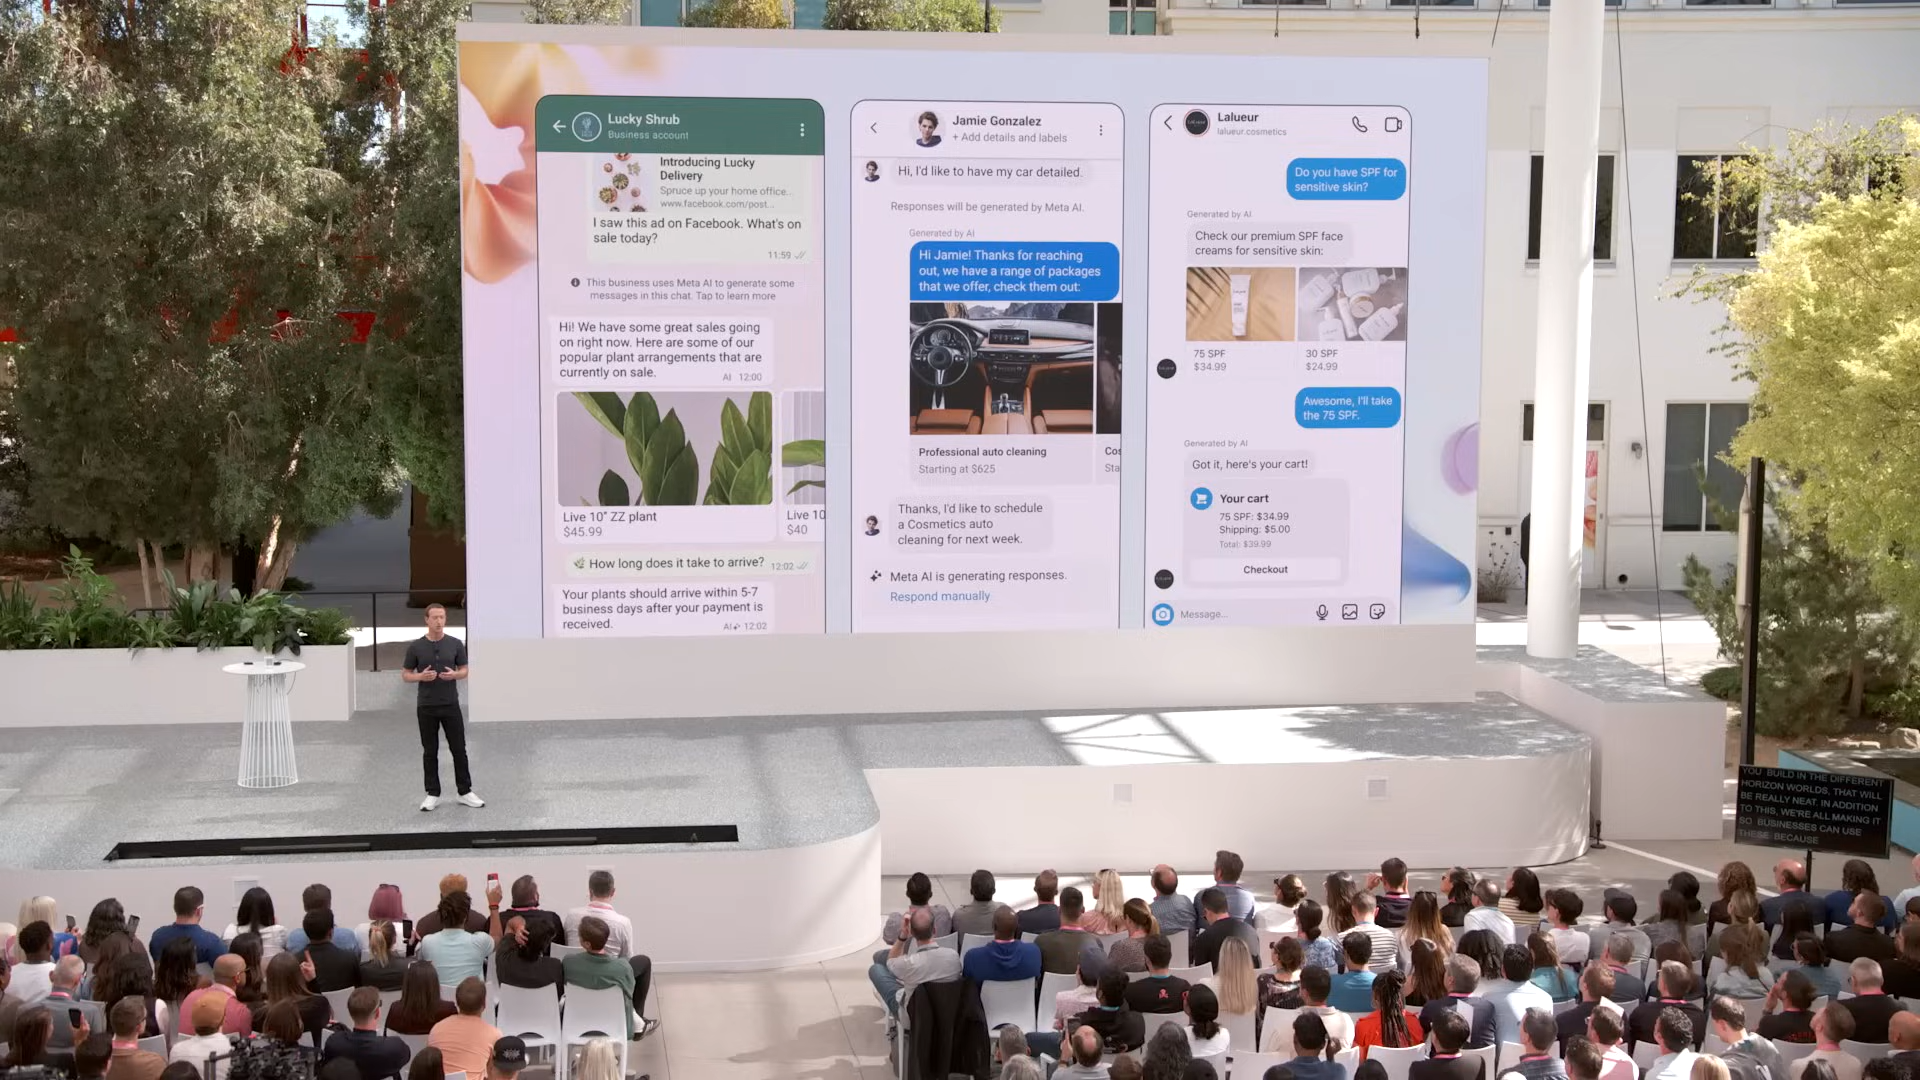 Lucky Shrub
Business account
Introducing Lucky
Delivery
Spruce up your home office...
www.facebook.com/post...
I saw this ad on Facebook. What's on
sale today?
11:59
This business uses Meta AI to generate some
messages in this chat. Tap to learn more
Hi! We have some great sales going
on right now. Here are some of our
popular plant arrangements that are
currently on sale.
AI 12:00
Live 10" ZZ plant
$45.99
Live 10
$40
How long does it take to arrive?
12:02
Your plants should arrive within 5-7
business days after your payment is
received.
AI 12:02
Jamie Gonzalez
+ Add details and labels
Hi, I'd like to have my car detailed.
Responses will be generated by Meta AI.
Generated by AI
Hi Jamie! Thanks for reaching
out, we have a range of packages
that we offer, check them out:
Professional auto cleaning
Starting at $625
Cos
Sta
Thanks, I'd like to schedule
a Cosmetics auto
cleaning for next week.
Meta AI is generating responses.
Respond manually
Lalueur
lalueur.cosmetics
Do you have SPF for
sensitive skin?
Generated by AI
Check our premium SPF face
creams for sensitive skin:
75 SPF
$34.99
30 SPF
$24.99
Awesome, I'll take
the 75 SPF.
Generated by AI
Got it, here's your cart!
Your cart
75 SPF: $34.99
Shipping: $5.00
Total: $39.99
Checkout
Message...
YOU BUILD IN THE DIFFERENT
HORIZON WORLDS, THAT WILL
BE REALLY NEAT. IN ADDITION
TO THIS, WE'RE ALL MAKING IT
SO BUSINESSES CAN USE
THESE BECAUSE